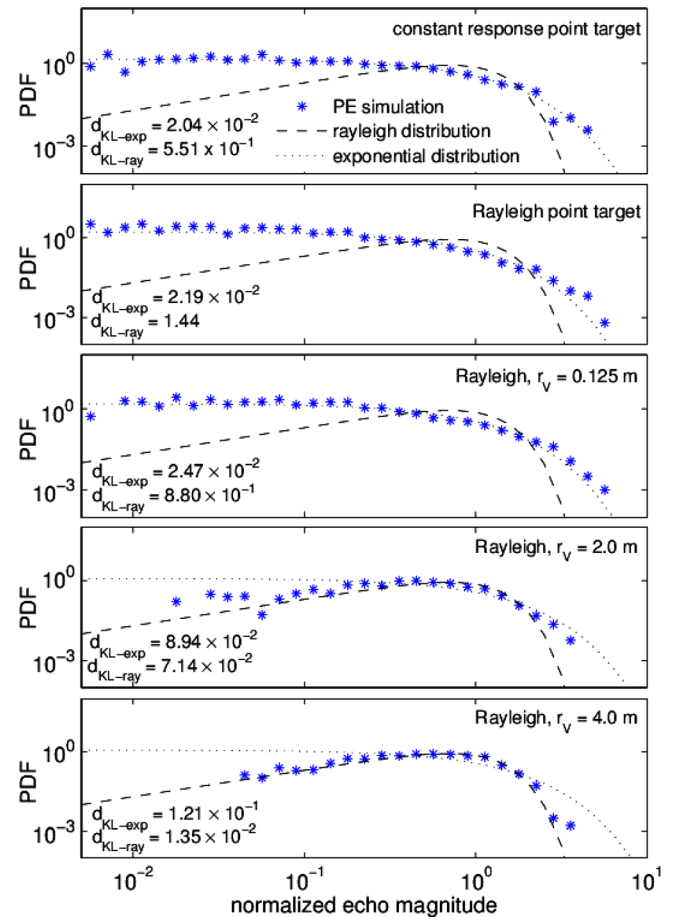 constant response point target
10^0
PDF
10^-3
* PE simulation
rayleigh distribution
exponential distribution
d_KL−exp = 2.04 × 10^-2
d_KL−ray = 5.51 x 10^-1
Rayleigh point target
10^0
PDF
10^-3
d_KL−exp = 2.19 × 10^-2
d_KL−ray = 1.44
Rayleigh, r_V = 0.125 m
10^0
PDF
10^-3
d_KL−exp = 2.47 × 10^-2
d_KL−ray = 8.80 × 10^-1
Rayleigh, r_V = 2.0 m
10^0
PDF
10^-3
d_KL−exp = 8.94 × 10^-2
d_KL−ray = 7.14 × 10^-2
Rayleigh, r_V = 4.0 m
10^0
PDF
10^-3
d_KL−exp = 1.21 × 10^-1
d_KL−ray = 1.35 × 10^-2
10^-2 10^-1 10^0 10^1
normalized echo magnitude